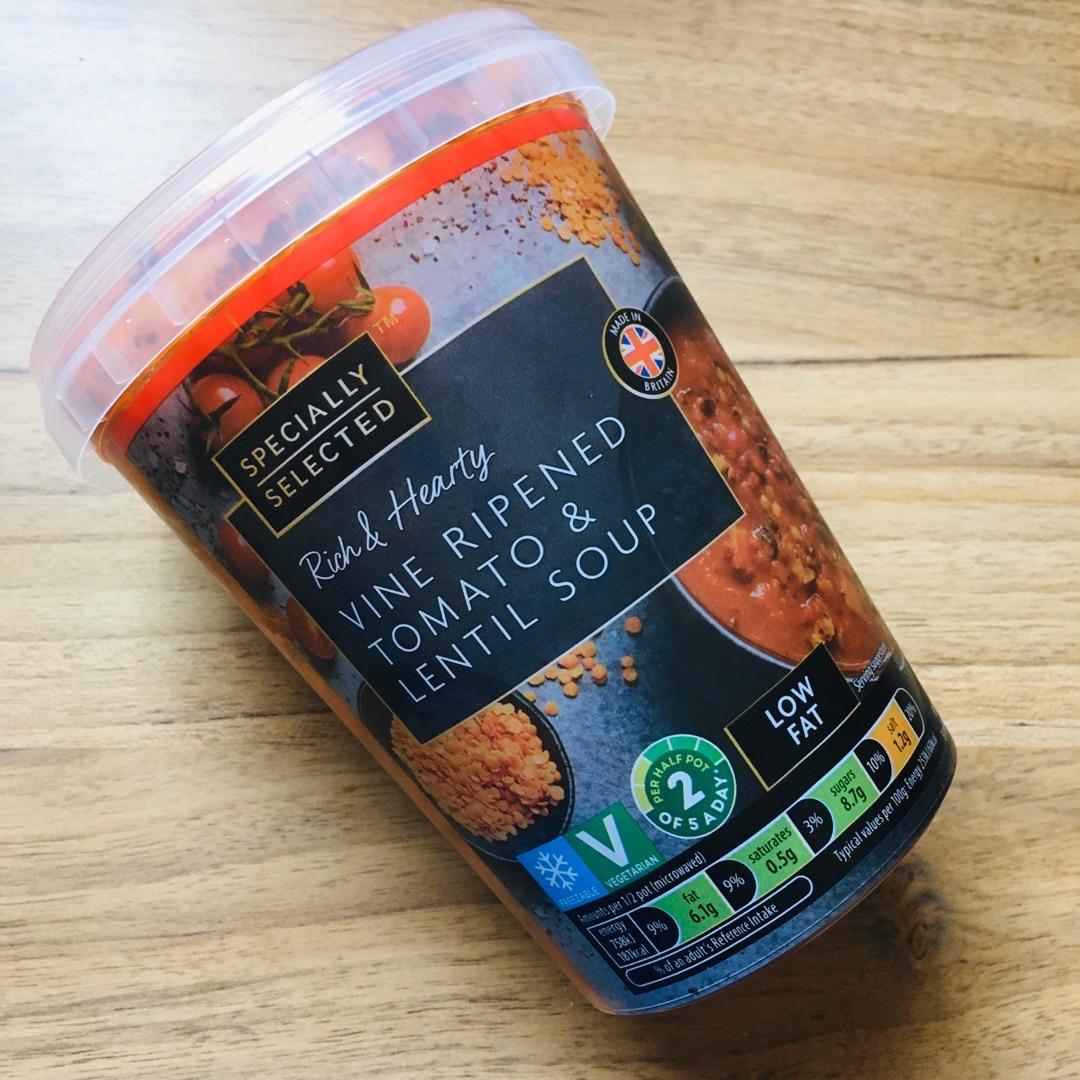 SPECIALLY
SELECTED
TM
MADE IN
BRITAIN
Rich & Hearty
VINE RIPENED
TOMATO &
LENTIL SOUP
Serving suggestion
LOW
FAT
PER HALF POT
2
OF 5 A DAY
V
FREEZABLE
VEGETARIAN
Amounts per 1/2 pot (microwaved)
energy
758kJ
181kcal
9%
fat
6.1g
9%
saturates
0.5g
3%
sugars
8.7g
10%
salt
1.2g
20%
% of an adult's Reference Intake
Typical values per 100g: Energy